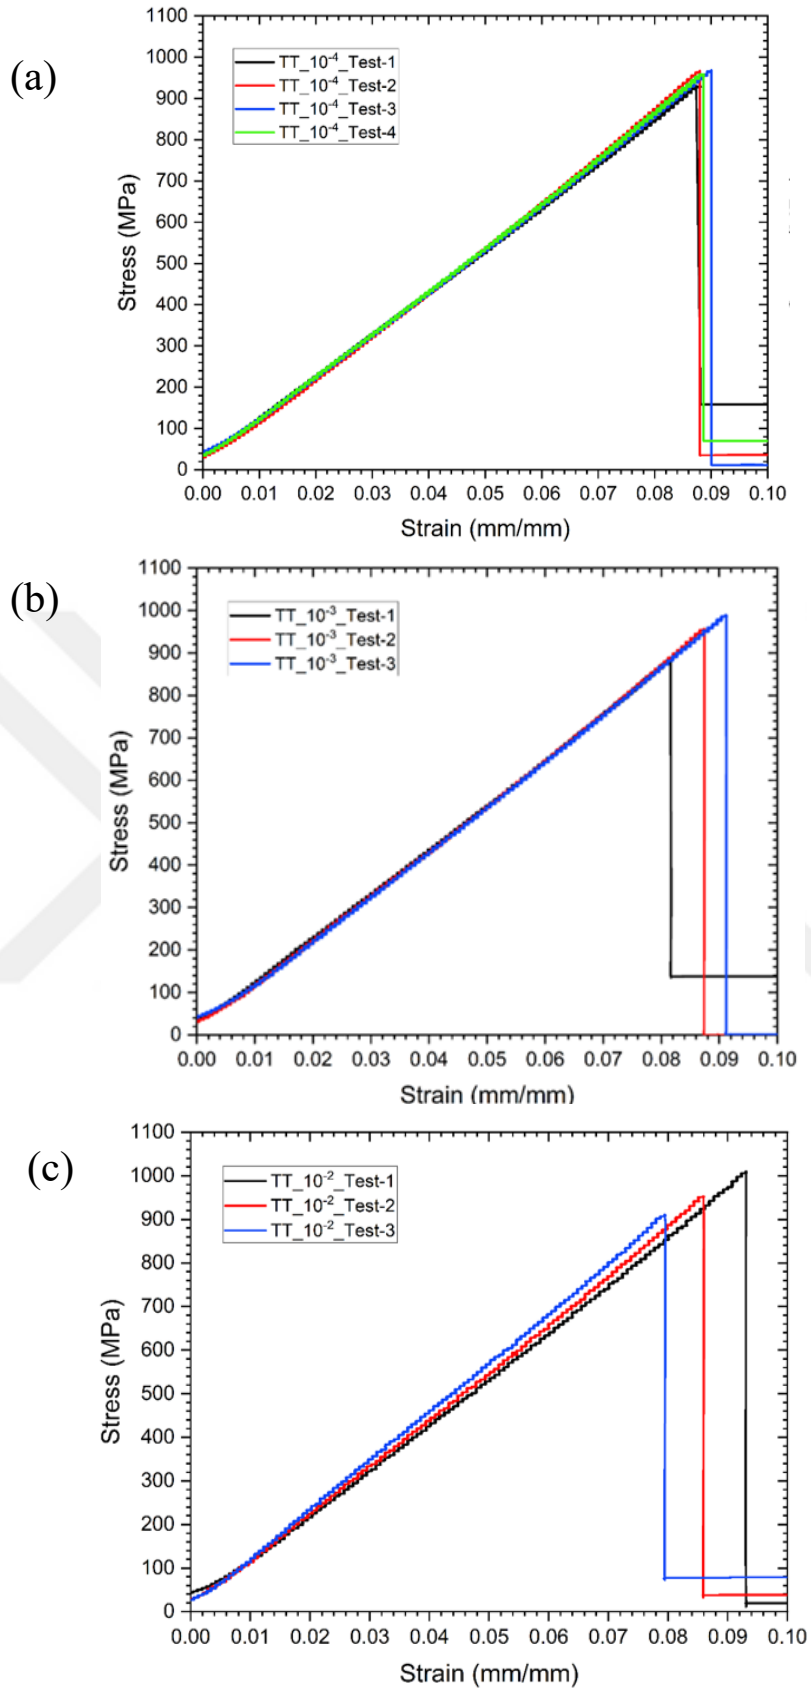 (a)
1100
1000
900
800
700
600
500
400
300
200
100
0
Stress (MPa)
TT_10-4_Test-1
TT_10-4_Test-2
TT_10-4_Test-3
TT_10-4_Test-4
0.00 0.01 0.02 0.03 0.04 0.05 0.06 0.07 0.08 0.09 0.10
Strain (mm/mm)
(b)
1100
1000
900
800
700
600
500
400
300
200
100
0
Stress (MPa)
TT_10-3_Test-1
TT_10-3_Test-2
TT_10-3_Test-3
0.00 0.01 0.02 0.03 0.04 0.05 0.06 0.07 0.08 0.09 0.10
Strain (mm/mm)
(c)
1100
1000
900
800
700
600
500
400
300
200
100
0
Stress (MPa)
TT_10-2_Test-1
TT_10-2_Test-2
TT_10-2_Test-3
0.00 0.01 0.02 0.03 0.04 0.05 0.06 0.07 0.08 0.09 0.10
Strain (mm/mm)